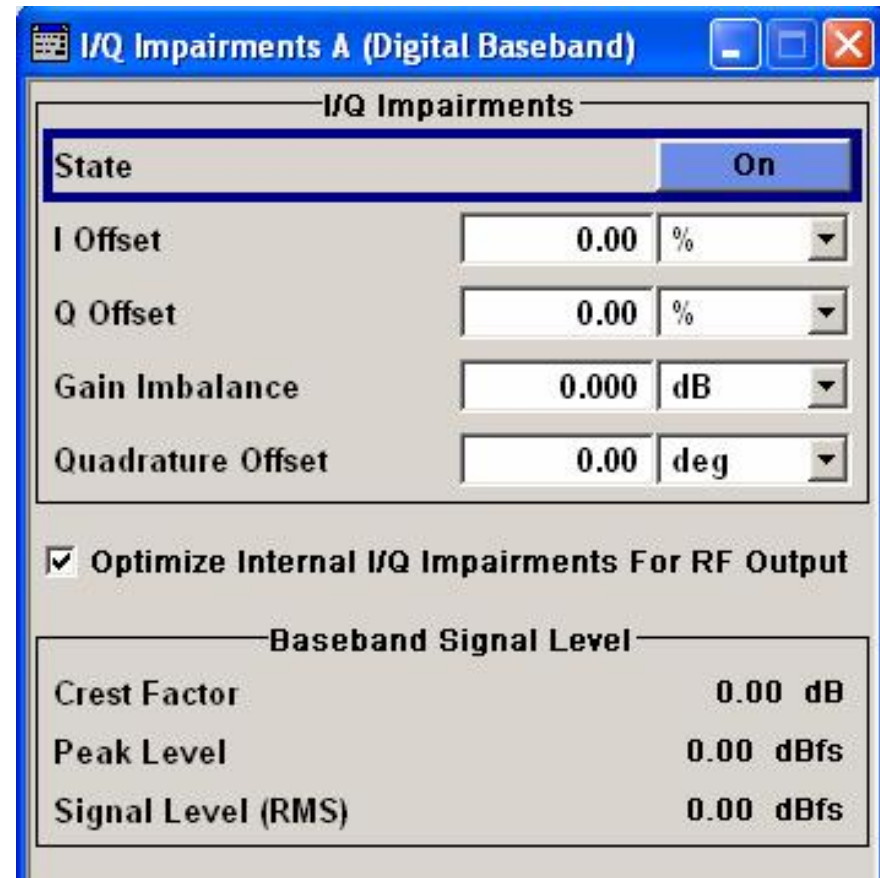 I/Q Impairments A (Digital Baseband)
I/Q Impairments
State On
I Offset 0.00 %
Q Offset 0.00 %
Gain Imbalance 0.000 dB
Quadrature Offset 0.00 deg
Optimize Internal I/Q Impairments For RF Output
Baseband Signal Level
Crest Factor 0.00 dB
Peak Level 0.00 dBfs
Signal Level (RMS) 0.00 dBfs